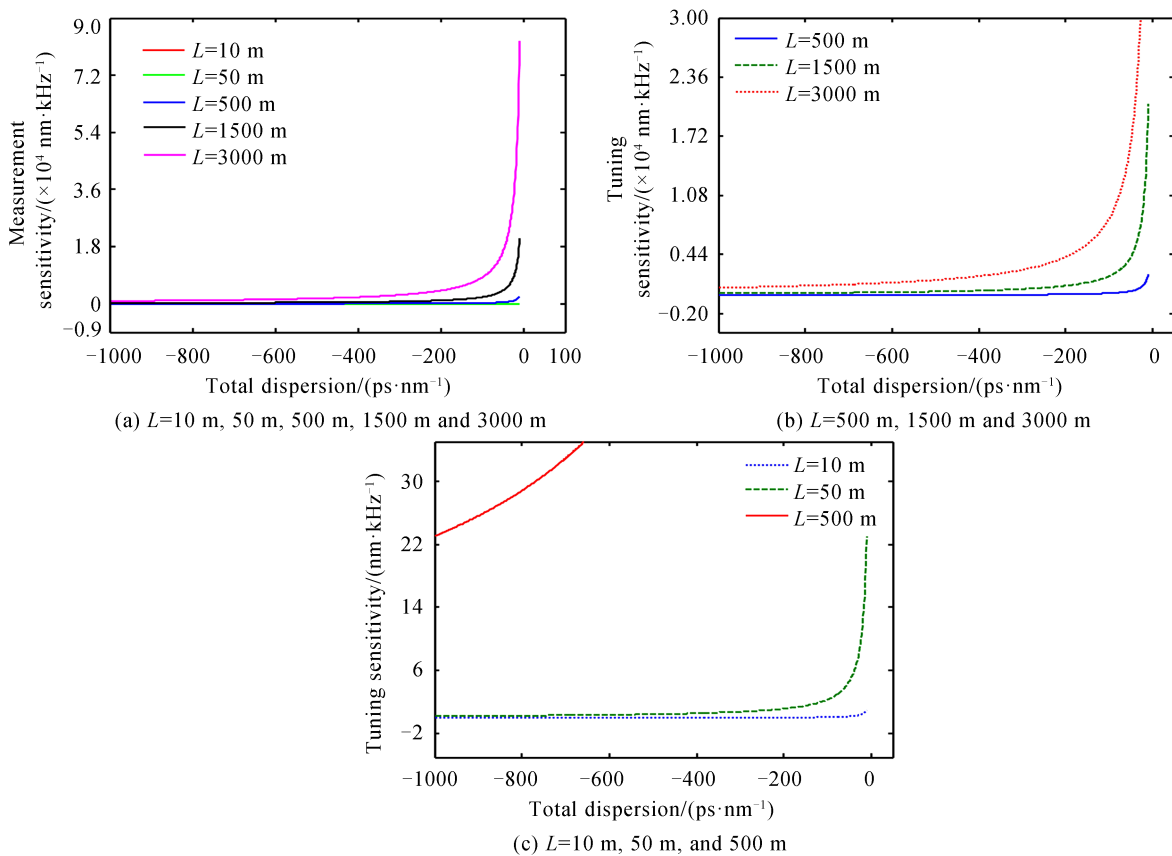 9.0
7.2
5.4
3.6
1.8
0
−0.9
Measurement
sensitivity/(×10⁴ nm·kHz⁻¹)
L=10 m
L=50 m
L=500 m
L=1500 m
L=3000 m
−1000 −800 −600 −400 −200 0 100
Total dispersion/(ps·nm⁻¹)
(a) L=10 m, 50 m, 500 m, 1500 m and 3000 m
3.00
2.36
1.72
1.08
0.44
−0.20
Tuning
sensitivity/(×10⁴ nm·kHz⁻¹)
L=500 m
L=1500 m
L=3000 m
−1000 −800 −600 −400 −200 0
Total dispersion/(ps·nm⁻¹)
(b) L=500 m, 1500 m and 3000 m
30
22
14
6
−2
Tuning sensitivity/(nm·kHz⁻¹)
L=10 m
L=50 m
L=500 m
−1000 −800 −600 −400 −200 0
Total dispersion/(ps·nm⁻¹)
(c) L=10 m, 50 m, and 500 m